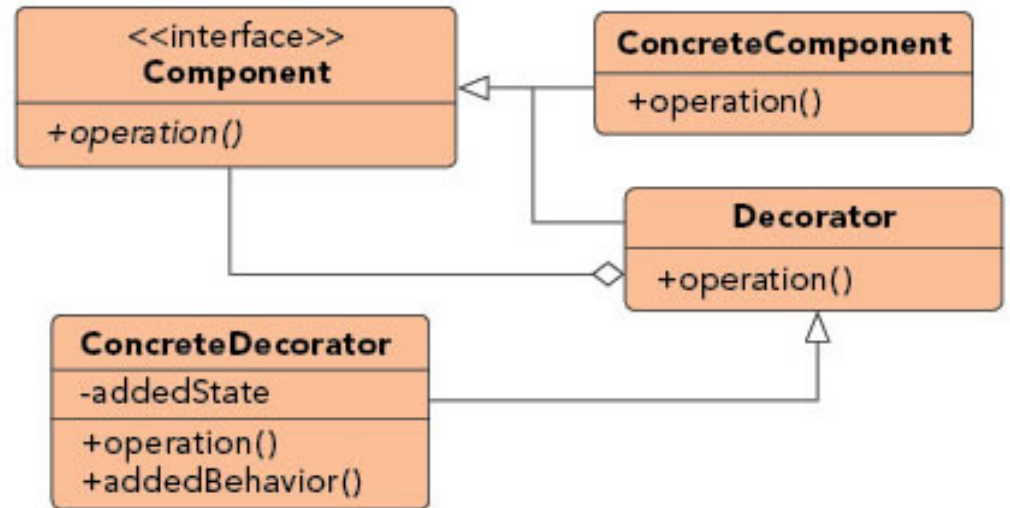 <<interface>>
Component
+operation()
ConcreteComponent
+operation()
Decorator
+operation()
ConcreteDecorator
-addedState
+operation()
+addedBehavior()